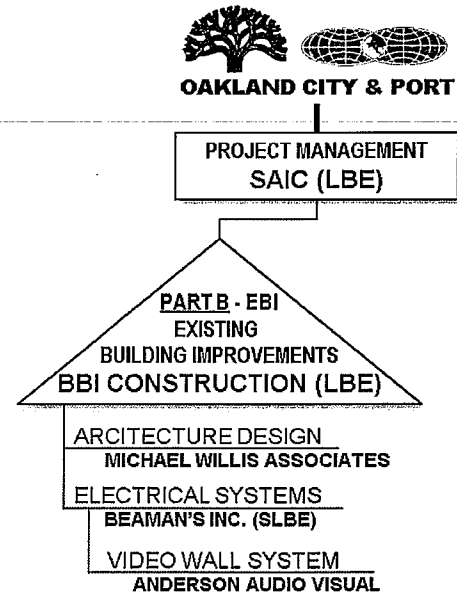 OAKLAND CITY & PORT
PROJECT MANAGEMENT
SAIC (LBE)
PART B - EBI
EXISTING
BUILDING IMPROVEMENTS
BBI CONSTRUCTION (LBE)
ARCITECTURE DESIGN
MICHAEL WILLIS ASSOCIATES
ELECTRICAL SYSTEMS
BEAMAN'S INC. (SLBE)
VIDEO WALL SYSTEM
ANDERSON AUDIO VISUAL